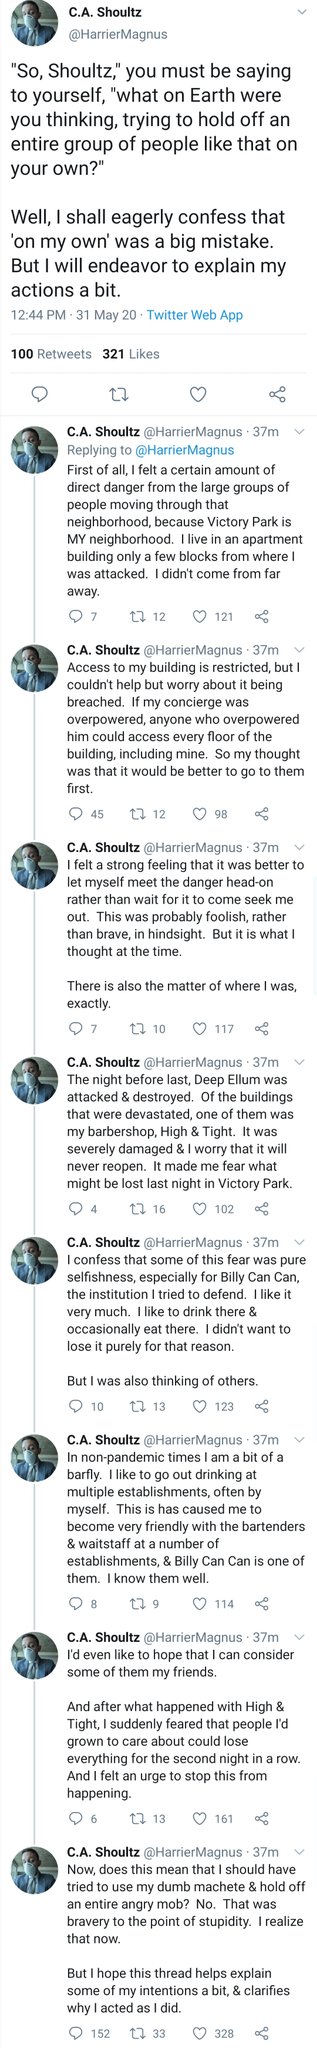 C.A. Shoultz
@HarrierMagnus
"So, Shoultz," you must be saying
to yourself, "what on Earth were
you thinking, trying to hold off an
entire group of people like that on
your own?"
Well, I shall eagerly confess that
'on my own' was a big mistake.
But I will endeavor to explain my
actions a bit.
12:44 PM · 31 May 20 · Twitter Web App
100 Retweets 321 Likes
C.A. Shoultz @HarrierMagnus · 37m
Replying to @HarrierMagnus
First of all, I felt a certain amount of
direct danger from the large groups of
people moving through that
neighborhood, because Victory Park is
MY neighborhood. I live in an apartment
building only a few blocks from where I
was attacked. I didn't come from far
away.
7 12 121
C.A. Shoultz @HarrierMagnus · 37m
Access to my building is restricted, but I
couldn't help but worry about it being
breached. If my concierge was
overpowered, anyone who overpowered
him could access every floor of the
building, including mine. So my thought
was that it would be better to go to them
first.
45 12 98
C.A. Shoultz @HarrierMagnus · 37m
I felt a strong feeling that it was better to
let myself meet the danger head-on
rather than wait for it to come seek me
out. This was probably foolish, rather
than brave, in hindsight. But it is what I
thought at the time.
There is also the matter of where I was,
exactly.
7 10 117
C.A. Shoultz @HarrierMagnus · 37m
The night before last, Deep Ellum was
attacked & destroyed. Of the buildings
that were devastated, one of them was
my barbershop, High & Tight. It was
severely damaged & I worry that it will
never reopen. It made me fear what
might be lost last night in Victory Park.
4 16 102
C.A. Shoultz @HarrierMagnus · 37m
I confess that some of this fear was pure
selfishness, especially for Billy Can Can,
the institution I tried to defend. I like it
very much. I like to drink there &
occasionally eat there. I didn't want to
lose it purely for that reason.
But I was also thinking of others.
10 13 123
C.A. Shoultz @HarrierMagnus · 37m
In non-pandemic times I am a bit of a
barfly. I like to go out drinking at
multiple establishments, often by
myself. This is has caused me to
become very friendly with the bartenders
& waitstaff at a number of
establishments, & Billy Can Can is one of
them. I know them well.
8 9 114
C.A. Shoultz @HarrierMagnus · 37m
I'd even like to hope that I can consider
some of them my friends.
And after what happened with High &
Tight, I suddenly feared that people I'd
grown to care about could lose
everything for the second night in a row.
And I felt an urge to stop this from
happening.
6 13 161
C.A. Shoultz @HarrierMagnus · 37m
Now, does this mean that I should have
tried to use my dumb machete & hold off
an entire angry mob? No. That was
bravery to the point of stupidity. I realize
that now.
But I hope this thread helps explain
some of my intentions a bit, & clarifies
why I acted as I did.
152 33 328